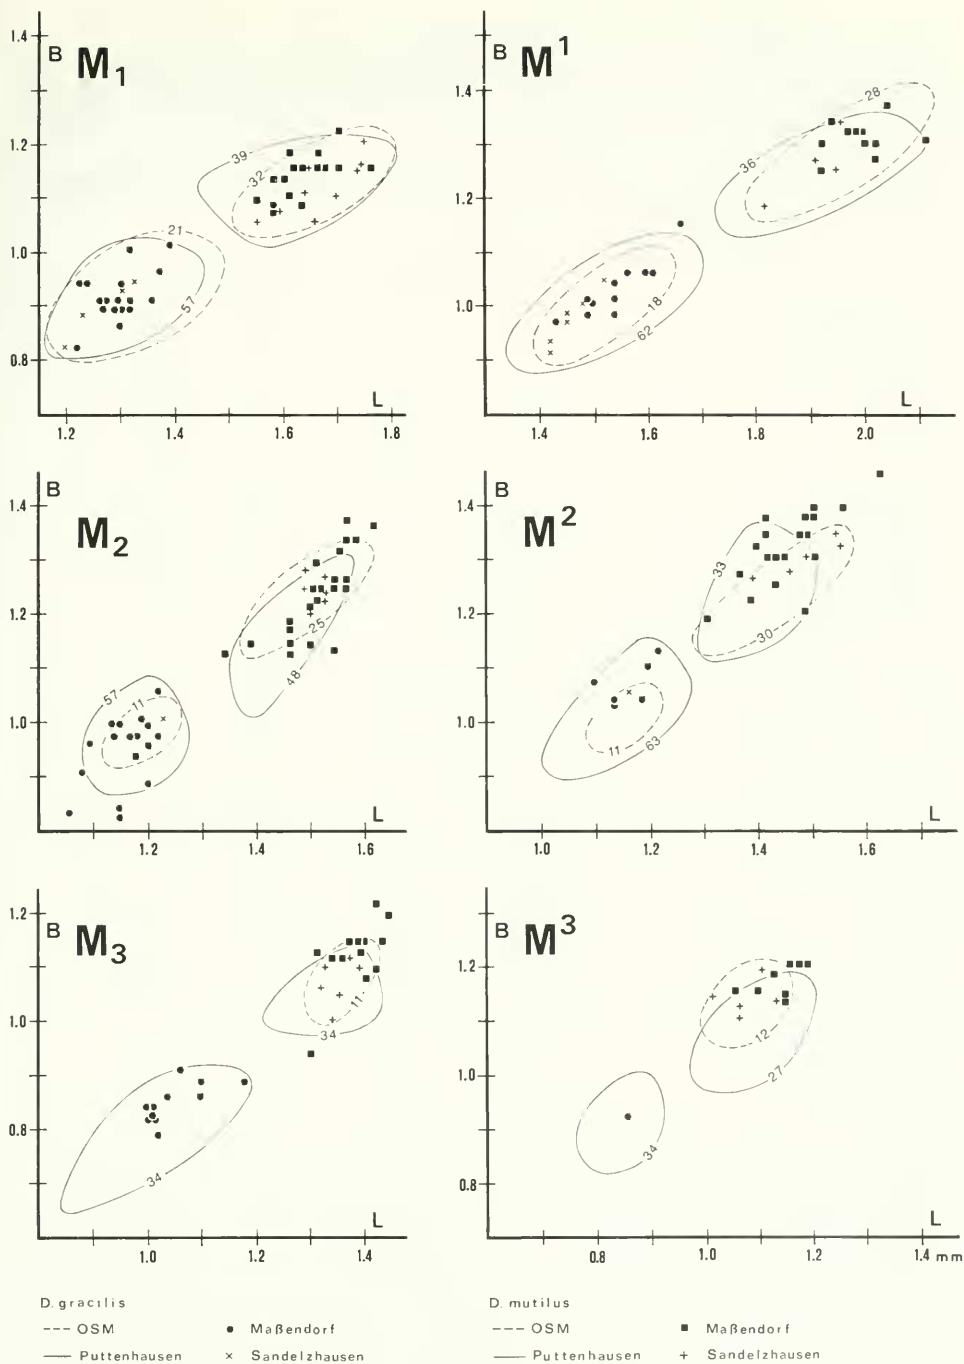 B M₁
1.4
1.2
39
32
1.0
21
57
0.8
L
1.2 1.4 1.6 1.8
B M¹
1.4
28
36
1.2
1.0
18
62
0.8
L
1.4 1.6 1.8 2.0
B M₂
1.4
1.2
25
48
57
11
1.0
L
1.2 1.4 1.6
B M²
1.4
33
1.2
30
1.0
11
63
L
1.0 1.2 1.4 1.6
B M₃
1.2
11
1.0
34
0.8
34
L
1.0 1.2 1.4
B M³
1.2
12
27
1.0
34
0.8
L
0.8 1.0 1.2 1.4 mm
D. gracilis
--- OSM ● Maßendorf
— Puttenhausen × Sandelzhausen
D. mutilus
--- OSM ■ Maßendorf
— Puttenhausen + Sandelzhausen